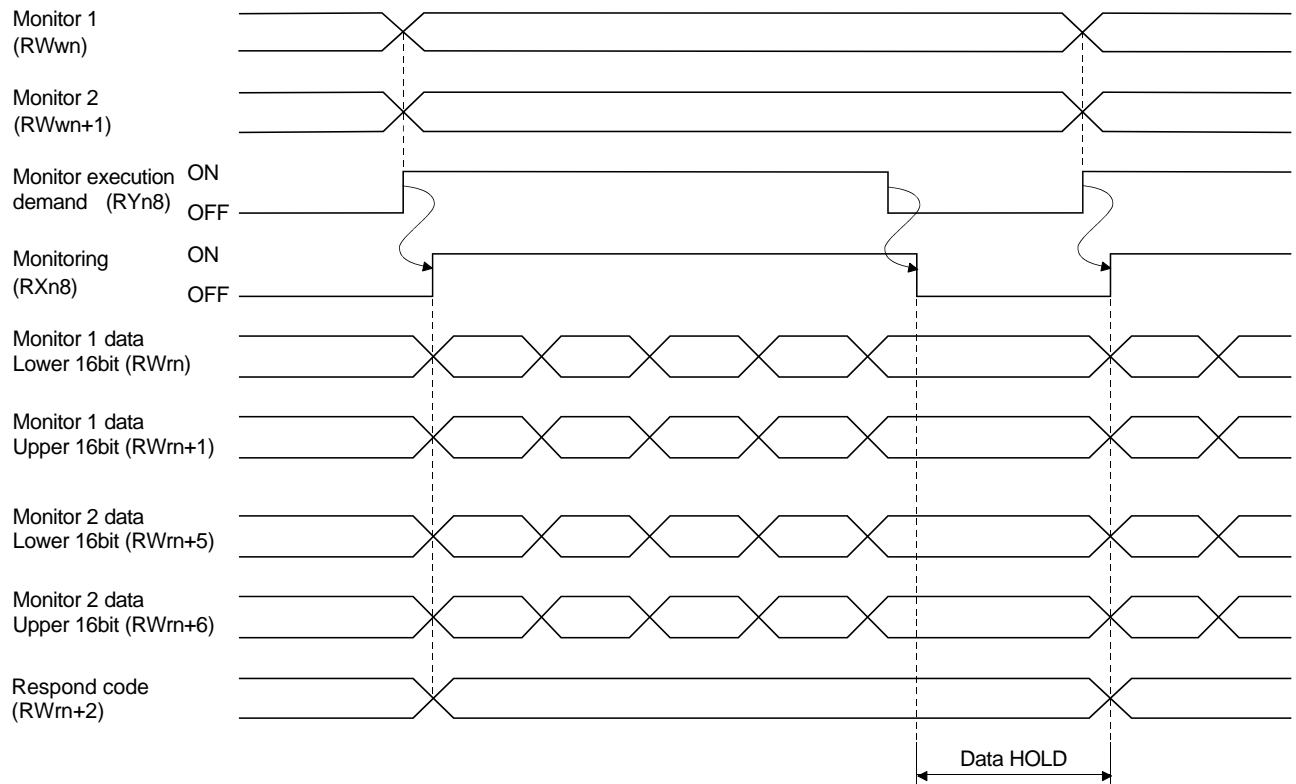 Monitor 1
(RWwn)
Monitor 2
(RWwn+1)
Monitor execution ON
demand (RYn8) OFF
Monitoring ON
(RXn8) OFF
Monitor 1 data
Lower 16bit (RWrn)
Monitor 1 data
Upper 16bit (RWrn+1)
Monitor 2 data
Lower 16bit (RWrn+5)
Monitor 2 data
Upper 16bit (RWrn+6)
Respond code
(RWrn+2)
Data HOLD